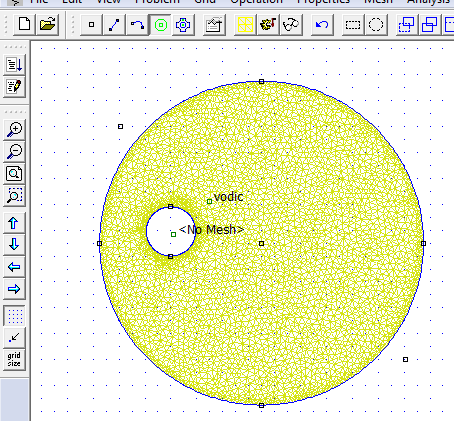 File Edit View Problem Grid Operation Properties Mesh Analysis
vodic
<No Mesh>
grid
size